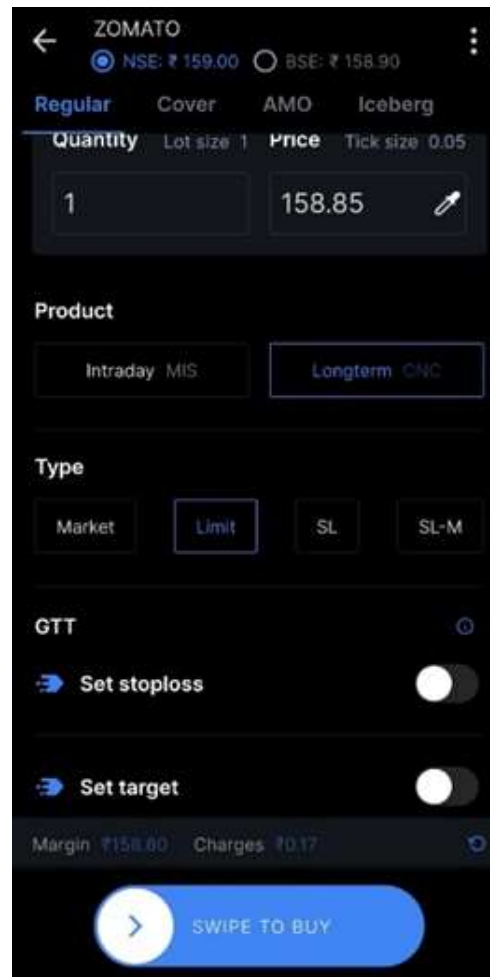 ZOMATO
NSE: ₹ 159.00 BSE: ₹ 158.90
Regular Cover AMO Iceberg
Quantity Lot size 1 Price Tick size 0.05
1 158.85
Product
Intraday MIS Longterm CNC
Type
Market Limit SL SL-M
GTT
Set stoploss
Set target
Margin Charges ₹0.17
SWIPE TO BUY